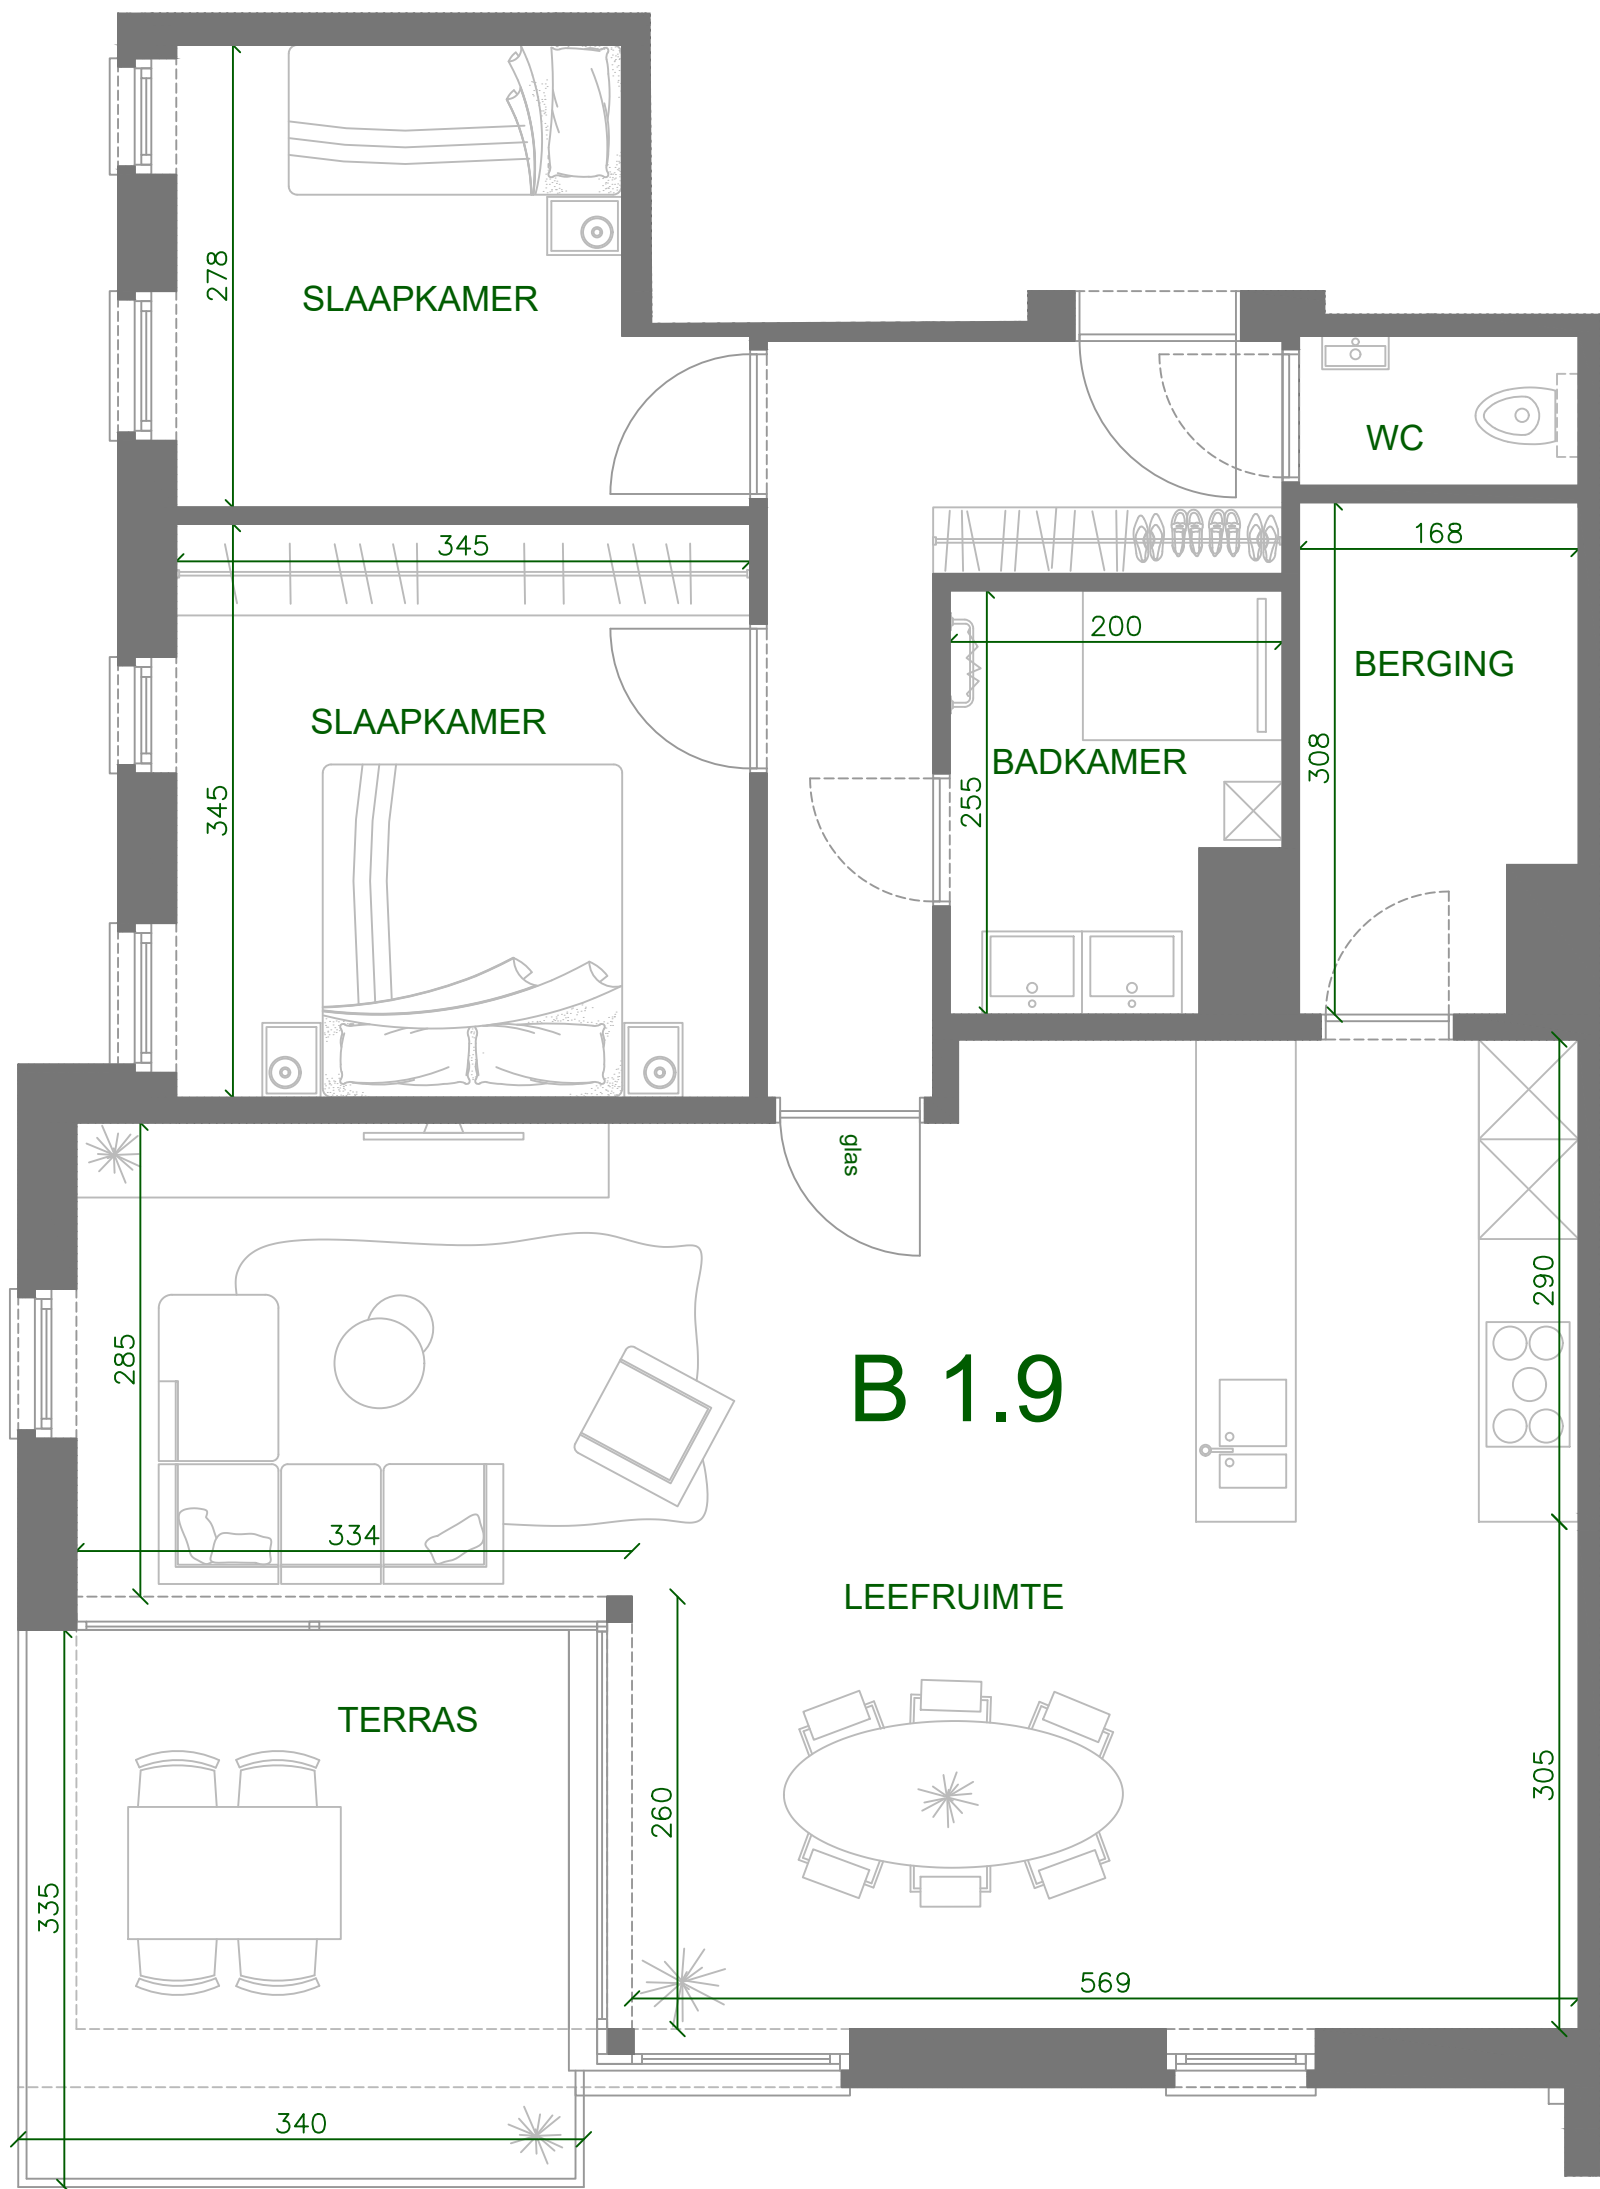 278
SLAAPKAMER
WC
345
168
200
BERGING
SLAAPKAMER
308
BADKAMER
345
255
glas
290
285
B 1.9
334
LEEFRUIMTE
TERRAS
305
260
335
569
340